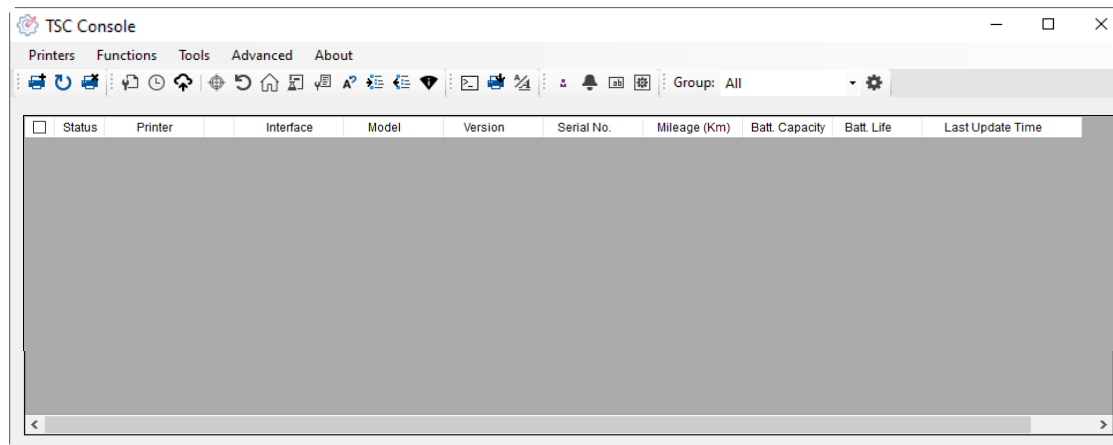 TSC Console
Printers Functions Tools Advanced About
Group: All
Status Printer Interface Model Version Serial No. Mileage (Km) Batt. Capacity Batt. Life Last Update Time